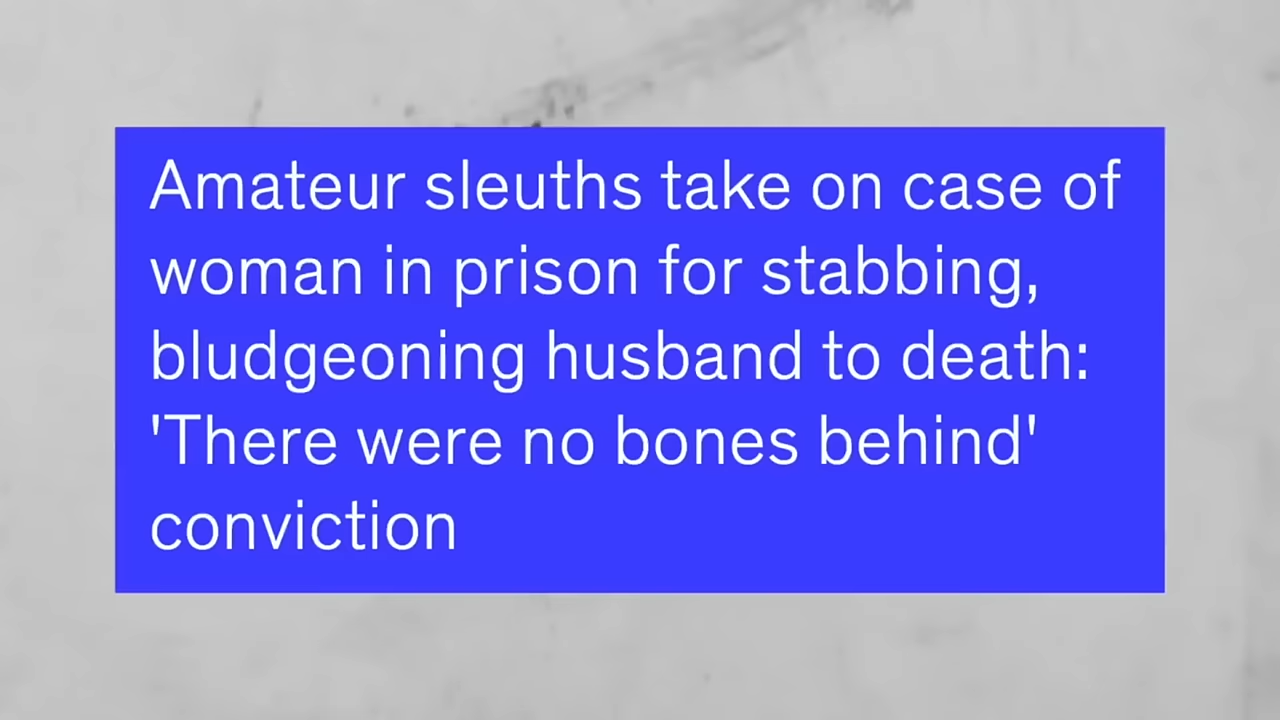 Amateur sleuths take on case of
woman in prison for stabbing,
bludgeoning husband to death:
'There were no bones behind'
conviction